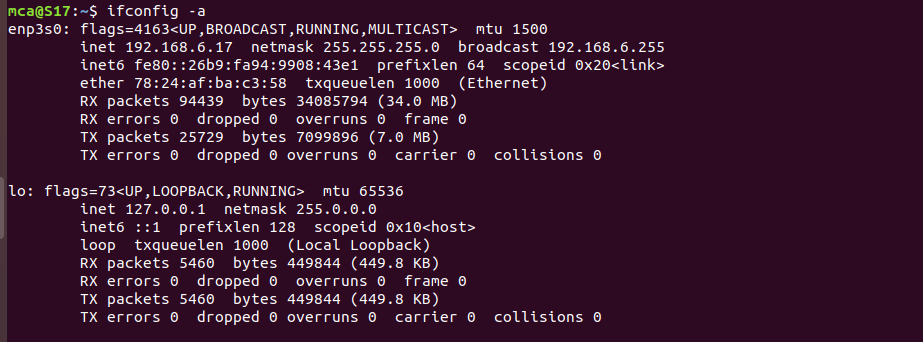 mca@S17:~$ ifconfig -a
enp3s0: flags=4163<UP,BROADCAST,RUNNING,MULTICAST>  mtu 1500
        inet 192.168.6.17  netmask 255.255.255.0  broadcast 192.168.6.255
        inet6 fe80::26b9:fa94:9908:43e1  prefixlen 64  scopeid 0x20<link>
        ether 78:24:af:ba:c3:58  txqueuelen 1000  (Ethernet)
        RX packets 94439  bytes 34085794 (34.0 MB)
        RX errors 0  dropped 0  overruns 0  frame 0
        TX packets 25729  bytes 7099896 (7.0 MB)
        TX errors 0  dropped 0 overruns 0  carrier 0  collisions 0

lo: flags=73<UP,LOOPBACK,RUNNING>  mtu 65536
        inet 127.0.0.1  netmask 255.0.0.0
        inet6 ::1  prefixlen 128  scopeid 0x10<host>
        loop  txqueuelen 1000  (Local Loopback)
        RX packets 5460  bytes 449844 (449.8 KB)
        RX errors 0  dropped 0  overruns 0  frame 0
        TX packets 5460  bytes 449844 (449.8 KB)
        TX errors 0  dropped 0 overruns 0  carrier 0  collisions 0